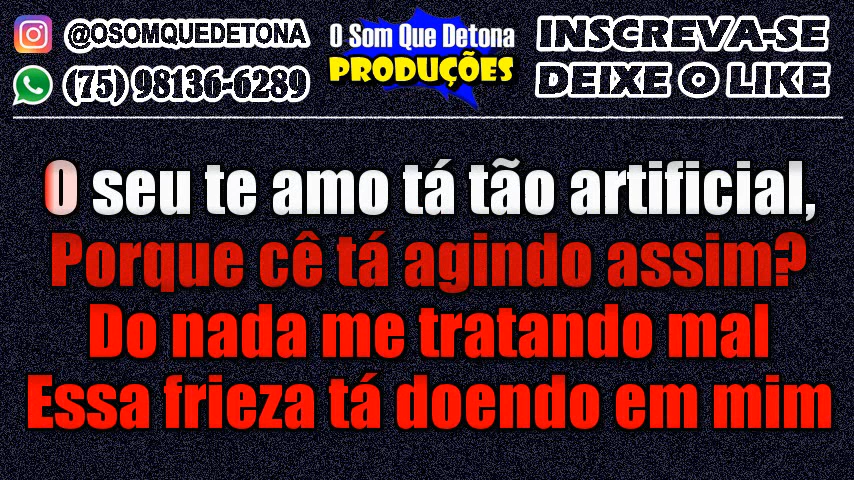 @OSOMQUEDETONA
(75) 98136-6289
O Som Que Detona
PRODUÇÕES
INSCREVA-SE
DEIXE O LIKE
O seu te amo tá tão artificial,
Porque cê tá agindo assim?
Do nada me tratando mal
Essa frieza tá doendo em mim